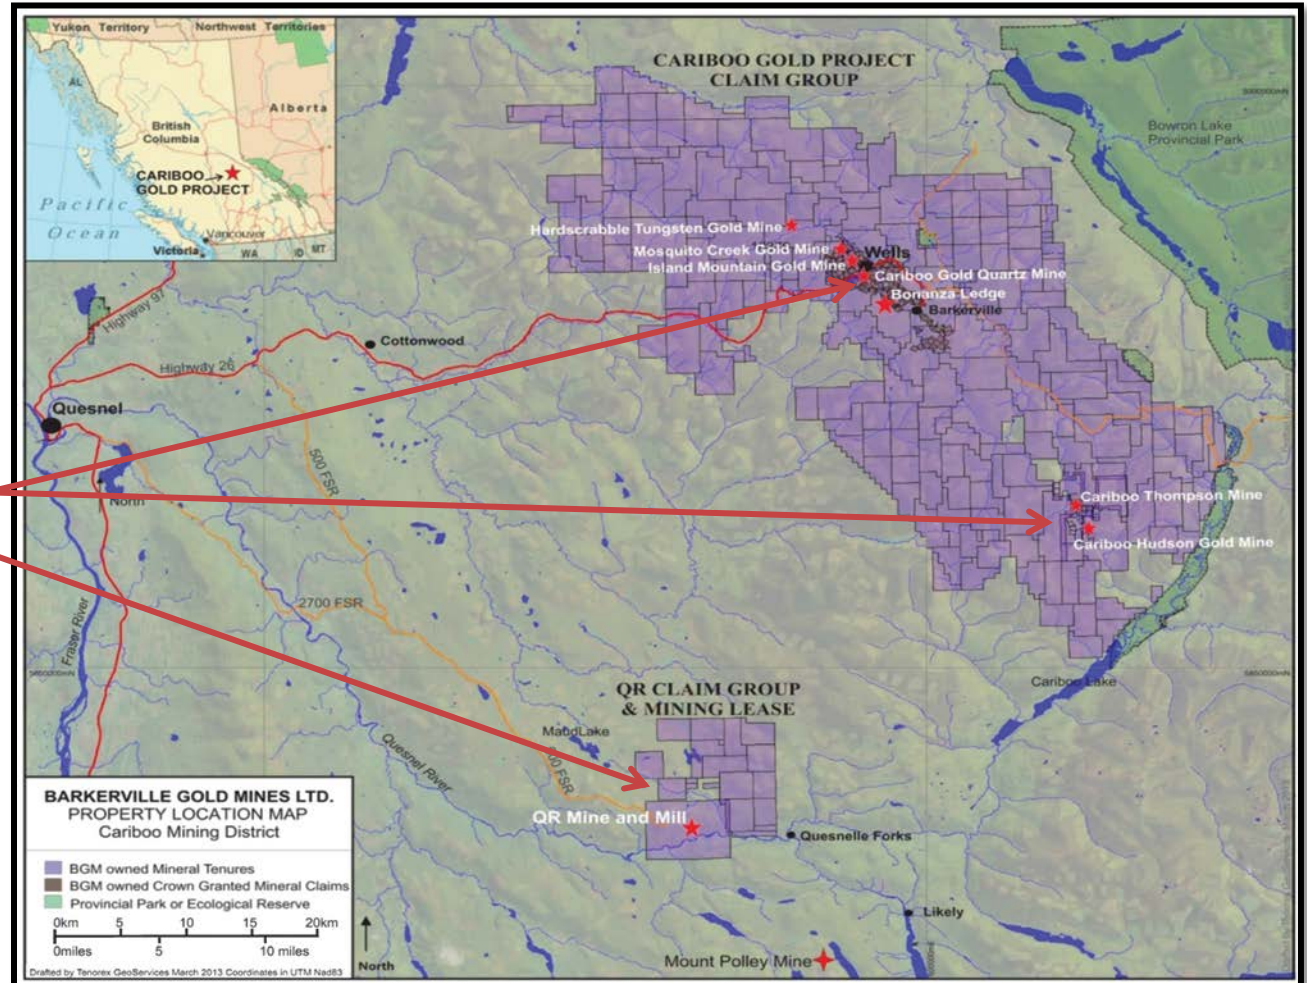 Yukon Territory
Northwest Territories
AL
Alberta
British
Columbia
CARIBOO
GOLD PROJECT
Pacific
Ocean
Vancouver
Victoria
WA
ID
MT
CARIBOO GOLD PROJECT
CLAIM GROUP
Bowron Lake
Provincial Park
Hardscrabble Tungsten Gold Mine
Mosquito Creek Gold Mine
Wells
Island Mountain Gold Mine
Cariboo Gold Quartz Mine
Bonanza Ledge
Barkerville
Highway 97
Cottonwood
Highway 26
Quesnel
500 FSR
North
Cariboo Thompson Mine
Cariboo Hudson Gold Mine
2700 FSR
Fraser River
Cariboo Lake
QR CLAIM GROUP
& MINING LEASE
Maud Lake
Quesnel River
FSR
QR Mine and Mill
Quesnelle Forks
Likely
Mount Polley Mine
BARKERVILLE GOLD MINES LTD.
PROPERTY LOCATION MAP
Cariboo Mining District
BGM owned Mineral Tenures
BGM owned Crown Granted Mineral Claims
Provincial Park or Ecological Reserve
0km 5 10 15 20km
0miles 5 10 miles
North
Drafted by Tenorex GeoServices March 2013 Coordinates in UTM Nad83